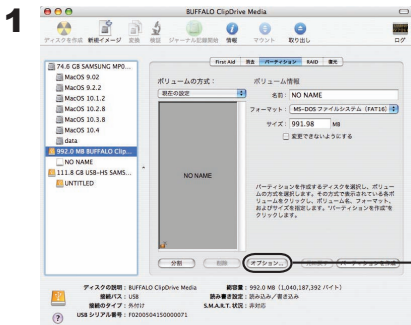 1
BUFFALO ClipDrive Media
ディスクを作成 新規イメージ 変換 検証 ジャーナル記録開始 情報 マウント 取り出し ログ
First Aid 消去 パーティション RAID 復元
74.6 GB SAMSUNG MP0...
MacOS 9.02
MacOS 9.2.2
MacOS 10.1.2
MacOS 10.2.8
MacOS 10.3.8
MacOS 10.4
data
992.0 MB BUFFALO Clip...
NO NAME
111.8 GB USB-HS SAMS...
UNTITLED
ボリュームの方式：
現在の設定
NO NAME
ボリューム情報
名前： NO NAME
フォーマット： MS-DOS ファイルシステム（FAT16）
サイズ： 991.98 MB
変更できないようにする
パーティションを作成するディスクを選択し、ボリュームの方式を選択します。その方式で表示されている各ボリュームをクリックし、ボリューム名、フォーマット、およびサイズを指定します。"パーティションを作成"をクリックします。
分割 削除 オプション... パーティションを作成
ディスクの説明：BUFFALO ClipDrive Media
接続バス：USB
接続のタイプ：外付け
USB シリアル番号：F0200504150000071
総容量：992.0 MB（1,040,187,392 バイト）
読み書き設定：読み込み／書き込み
S.M.A.R.T. 状況：非対応
?